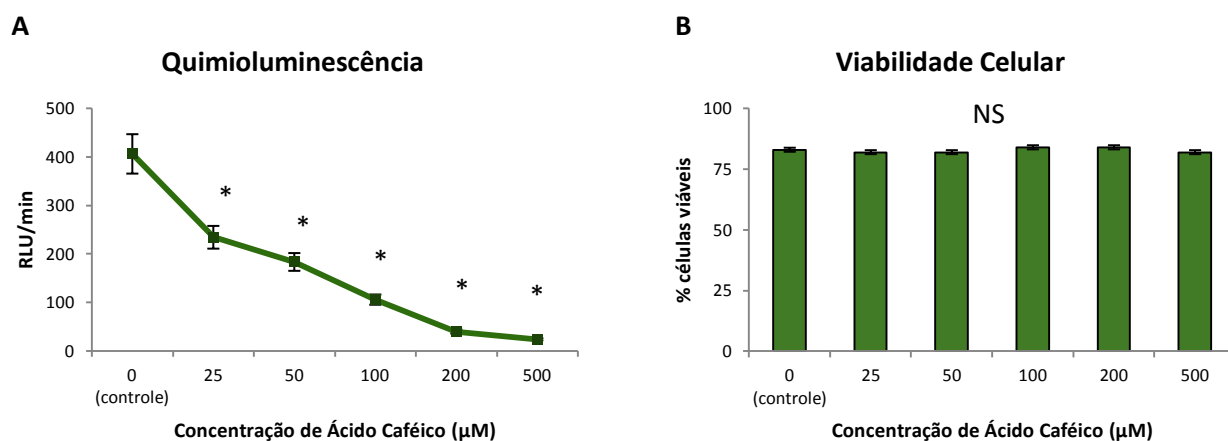 A
Quimioluminescência
500
400
300
200
100
0
RLU/min
*
*
*
*
*
0 25 50 100 200 500
(controle)
Concentração de Ácido Caféico (µM)
B
Viabilidade Celular
NS
100
75
50
25
0
% células viáveis
0 25 50 100 200 500
(controle)
Concentração de Ácido Caféico (µM)